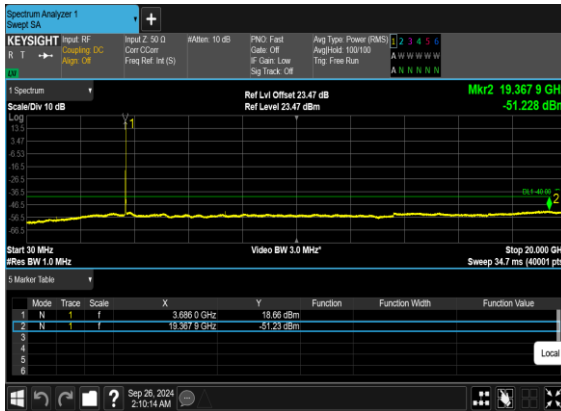 Spectrum Analyzer 1
Swept SA
+
KEYSIGHT Input: RF Input Z: 50 Ω #Atten: 10 dB PNO: Fast Avg Type: Power (RMS) 1 2 3 4 5 6
R T Coupling: DC Corr CCorr Gate: Off Avg|Hold: 100/100 A W W W W W
Align: Off Freq Ref: Int (S) IF Gain: Low Trig: Free Run
LXI Sig Track: Off A N N N N N
1 Spectrum Mkr2 19.367 9 GH
Scale/Div 10 dB Ref Lvl Offset 23.47 dB -51.228 dB
Ref Level 23.47 dBm
Log
13.5
3.47
-6.53
-16.5
-26.5
-36.5
-46.5
-56.5
-66.5
1
2
Start 30 MHz Video BW 3.0 MHz* Stop 20.000 GH
#Res BW 1.0 MHz Sweep 34.7 ms (40001 pts
5 Marker Table
Mode Trace Scale X Y Function Function Width Function Value
1 N 1 f 3.686 0 GHz 18.66 dBm
2 N 1 f 19.367 9 GHz -51.23 dBm
3
4
5
6
Local
?
Sep 26, 2024
2:10:14 AM